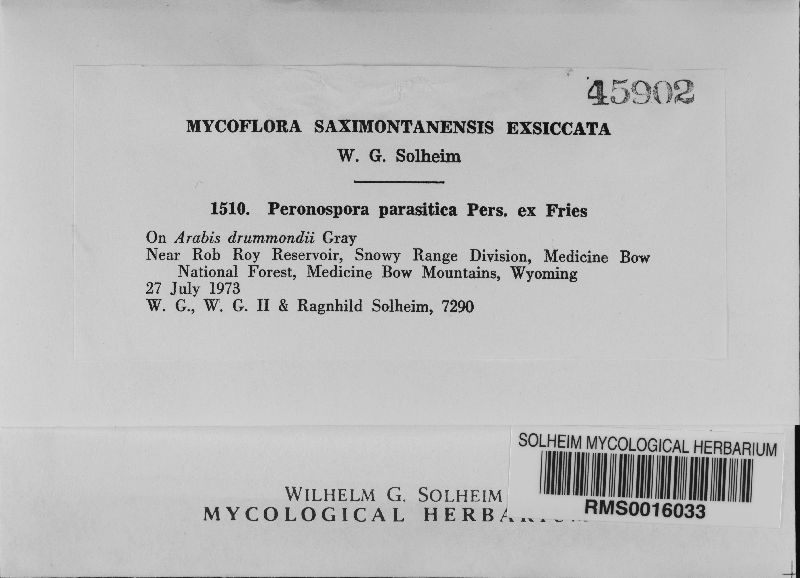 45902
MYCOFLORA SAXIMONTANENSIS EXSICCATA
W. G. Solheim
1510. Peronospora parasitica Pers. ex Fries
On Arabis drummondii Gray
Near Rob Roy Reservoir, Snowy Range Division, Medicine Bow
National Forest, Medicine Bow Mountains, Wyoming
27 July 1973
W. G., W. G. II & Ragnhild Solheim, 7290
SOLHEIM MYCOLOGICAL HERBARIUM
RMS0016033
WILHELM G. SOLHEIM
MYCOLOGICAL HERBARIUM